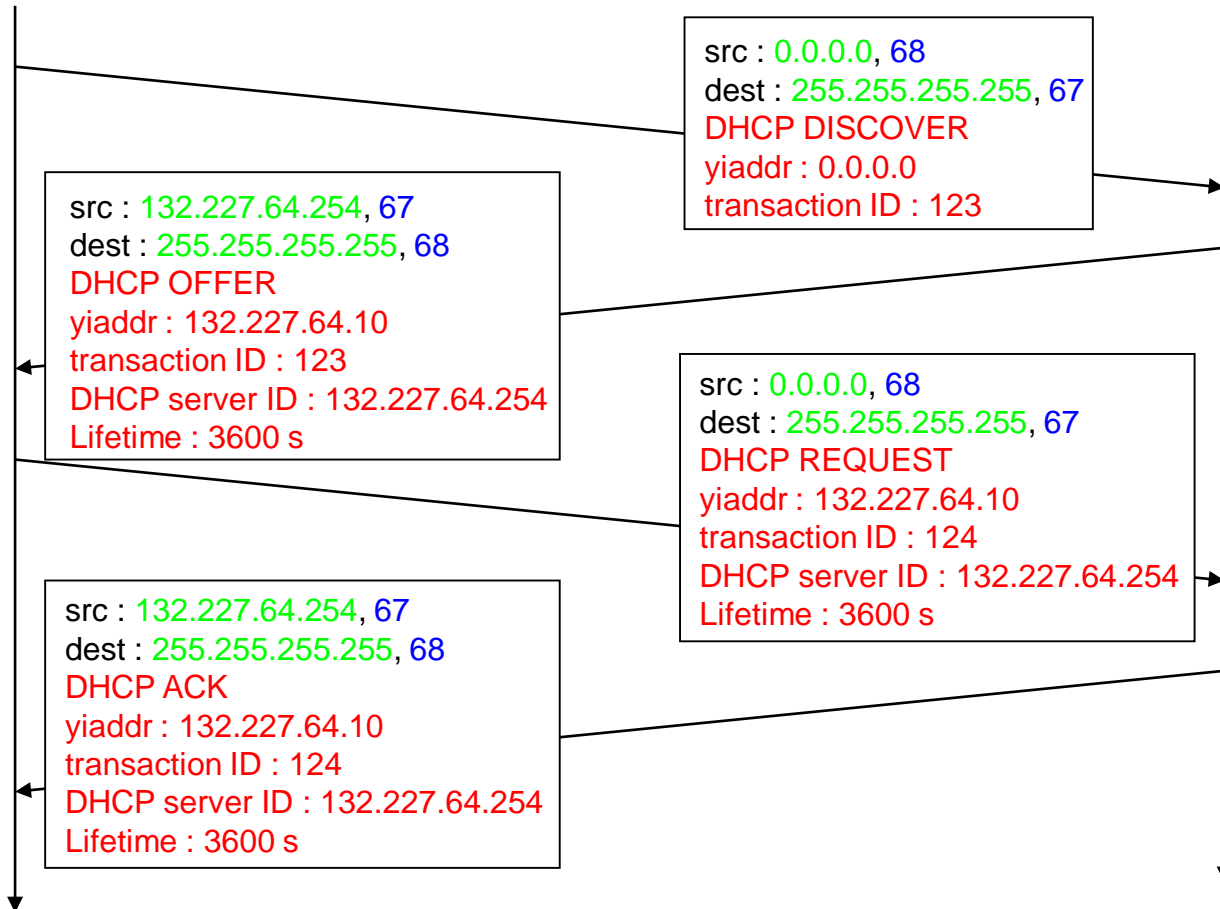 src : 0.0.0.0, 68
dest : 255.255.255.255, 67
DHCP DISCOVER
yiaddr : 0.0.0.0
transaction ID : 123
src : 132.227.64.254, 67
dest : 255.255.255.255, 68
DHCP OFFER
yiaddr : 132.227.64.10
transaction ID : 123
DHCP server ID : 132.227.64.254
Lifetime : 3600 s
src : 0.0.0.0, 68
dest : 255.255.255.255, 67
DHCP REQUEST
yiaddr : 132.227.64.10
transaction ID : 124
DHCP server ID : 132.227.64.254
Lifetime : 3600 s
src : 132.227.64.254, 67
dest : 255.255.255.255, 68
DHCP ACK
yiaddr : 132.227.64.10
transaction ID : 124
DHCP server ID : 132.227.64.254
Lifetime : 3600 s